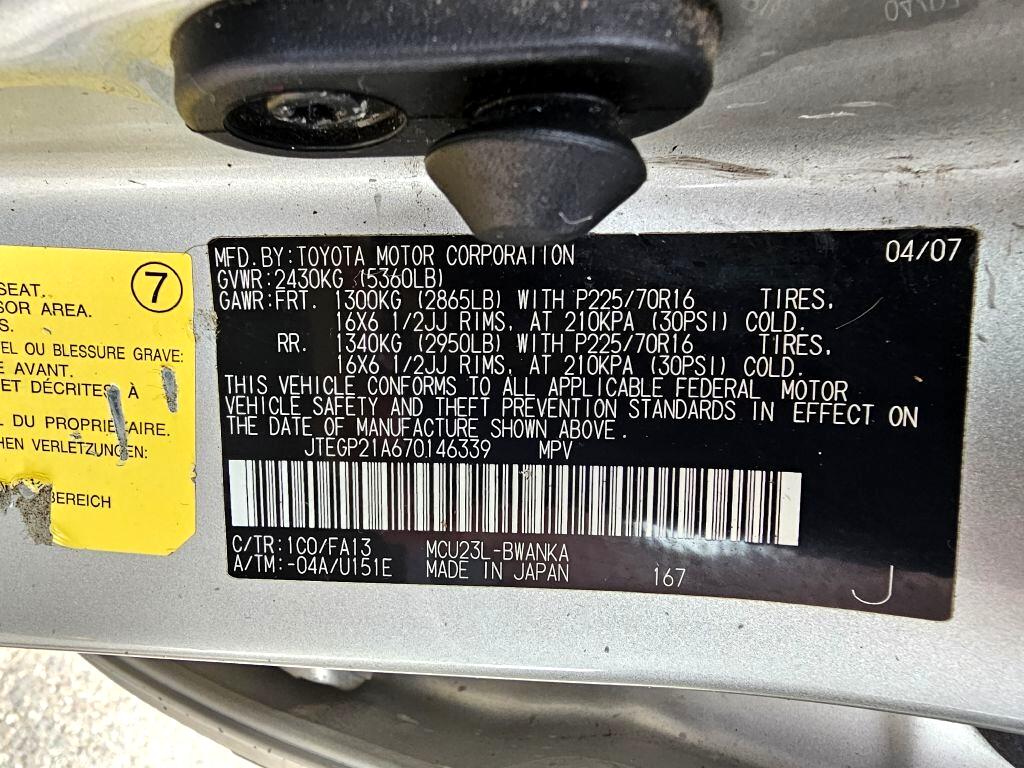 MFD. BY: TOYOTA MOTOR CORPORATION 04/07
GVWR: 2430KG (5360LB)
GAWR: FRT. 1300KG (2865LB) WITH P225/70R16 TIRES,
16X6 1/2JJ RIMS, AT 210KPA (30PSI) COLD.
RR. 1340KG (2950LB) WITH P225/70R16 TIRES,
16X6 1/2JJ RIMS, AT 210KPA (30PSI) COLD.
THIS VEHICLE CONFORMS TO ALL APPLICABLE FEDERAL MOTOR
VEHICLE SAFETY AND THEFT PREVENTION STANDARDS IN EFFECT ON
THE DATE OF MANUFACTURE SHOWN ABOVE.
JTEGP21A670146339 MPV
C/TR: 1C0/FA13 MCU23L-BWANKA
A/TM: -04A/U151E MADE IN JAPAN 167
J
7
SEAT.
SOR AREA.
EL OU BLESSURE GRAVE:
E AVANT.
ET DÉCRITES À
L DU PROPRIÉTAIRE.
HEN VERLETZUNGEN:
BEREICH